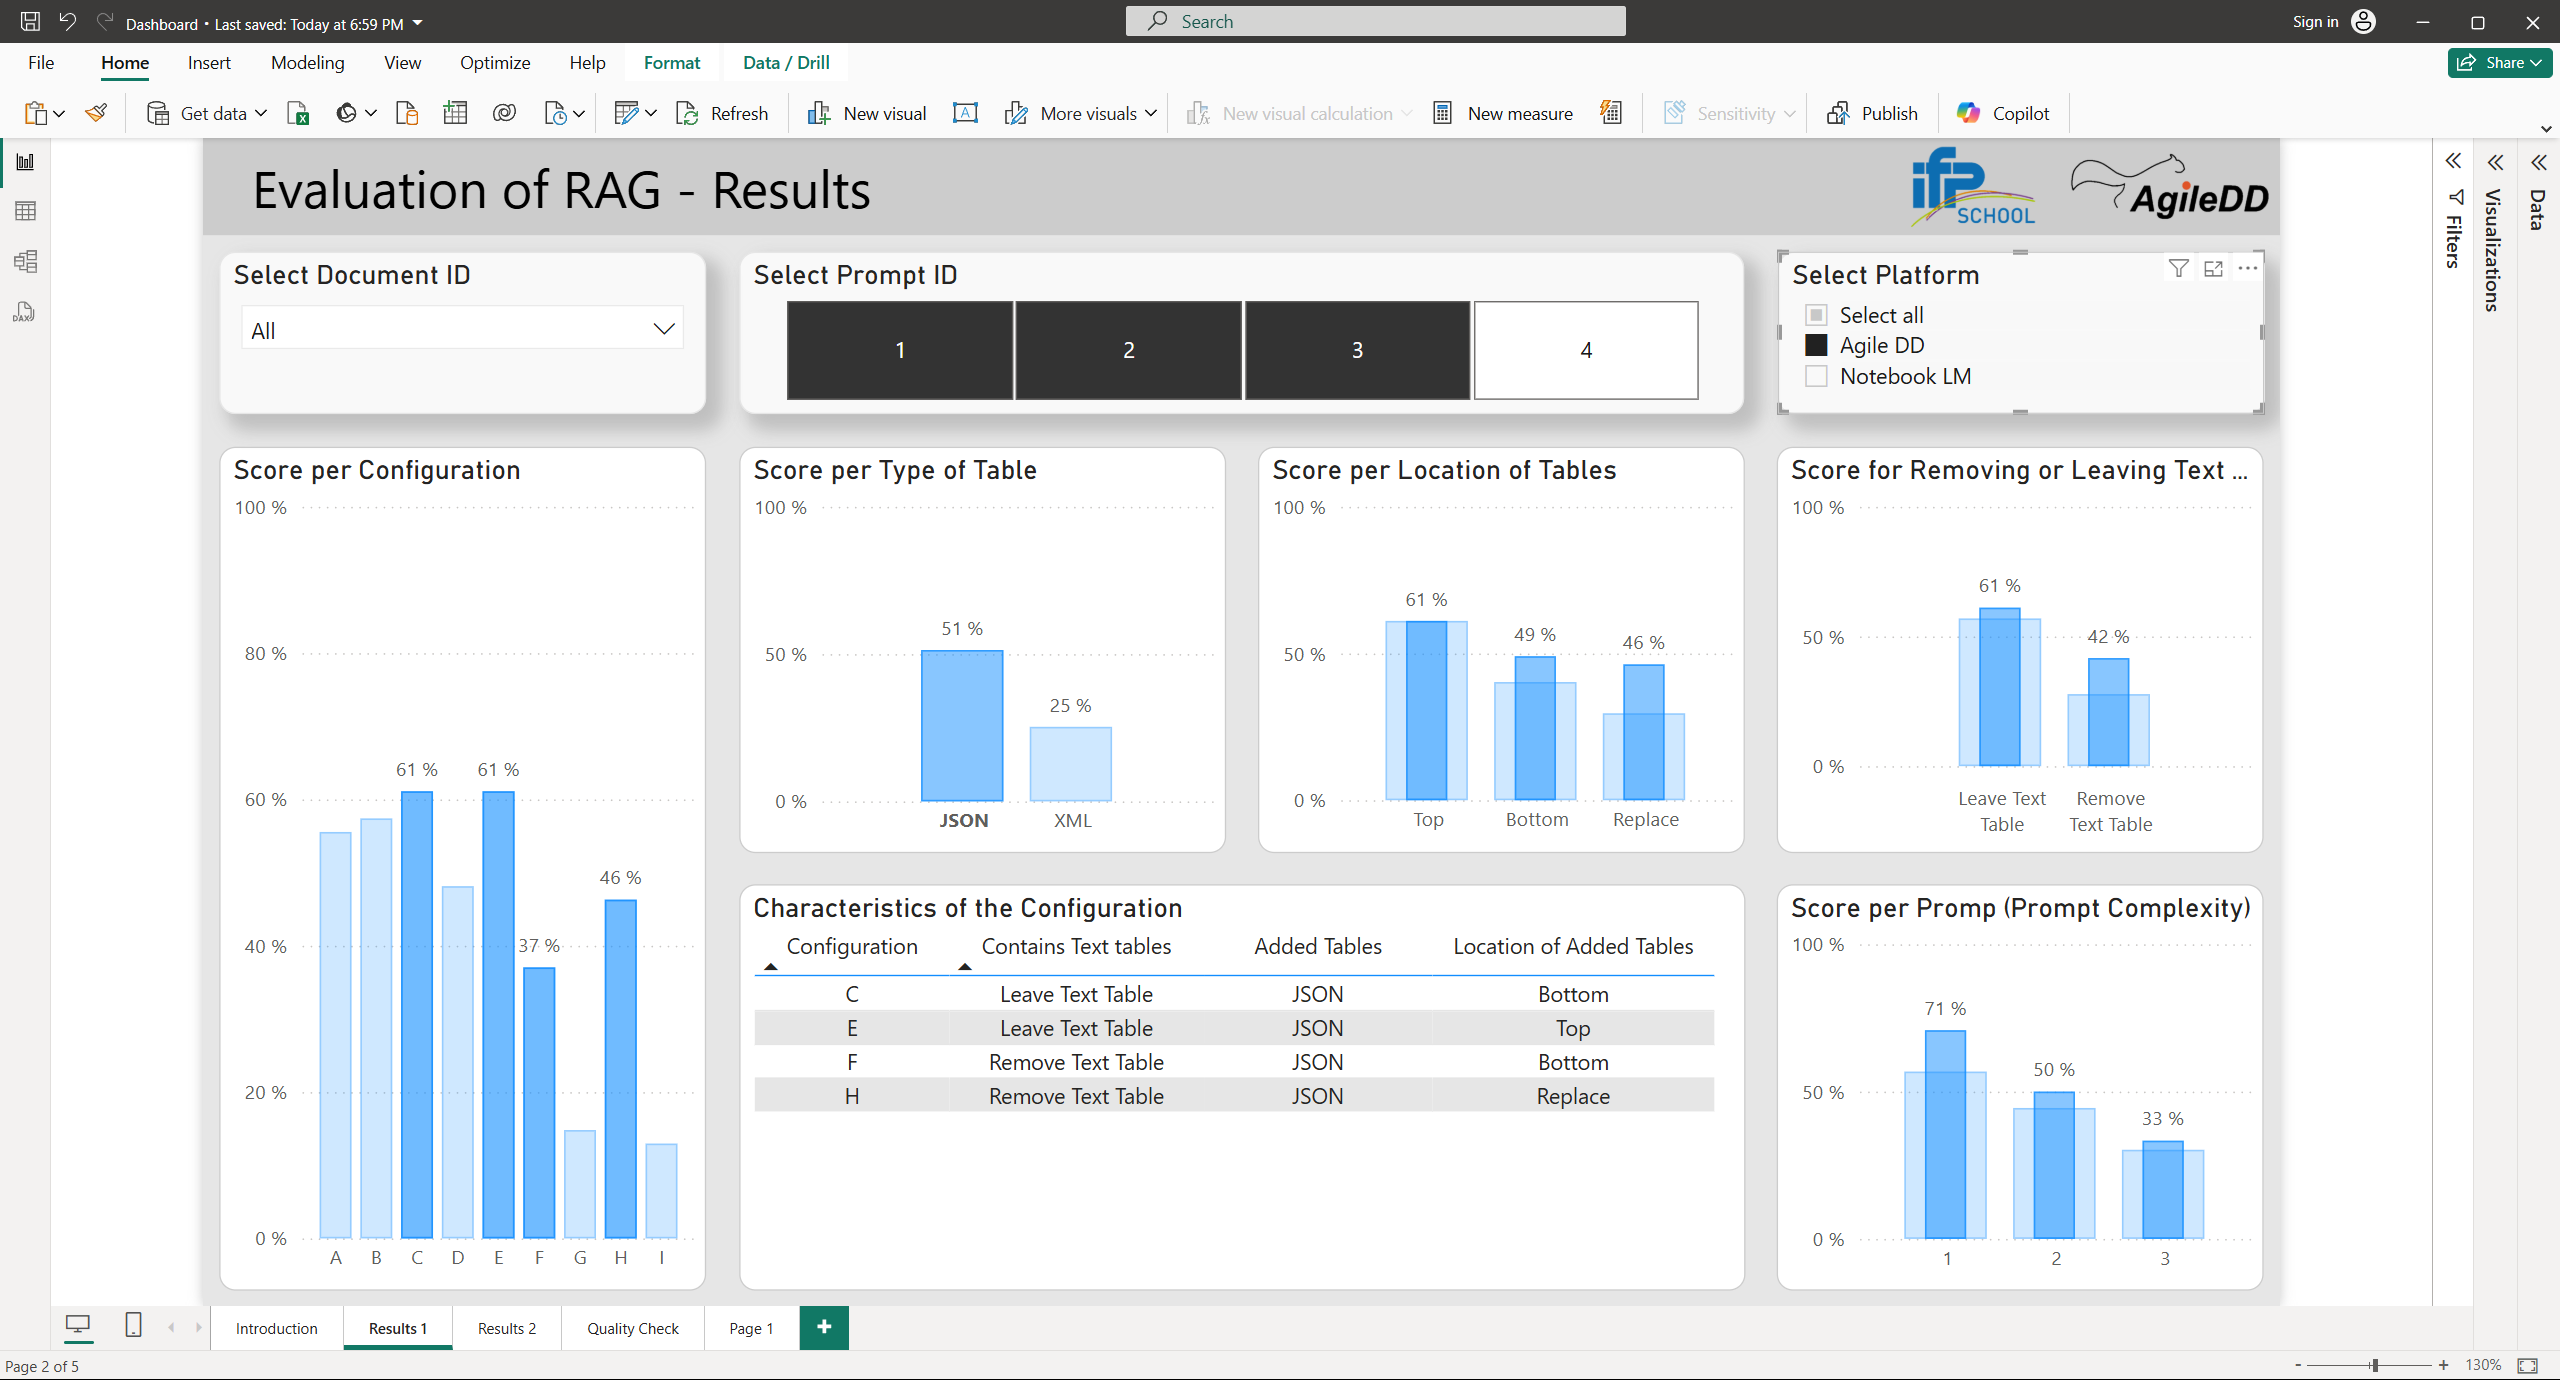 Dashboard • Last saved: Today at 6:59 PM
Search
Sign in
File Home Insert Modeling View Optimize Help Format Data / Drill
Share
Get data
Refresh
New visual
A
More visuals
New visual calculation
New measure
Sensitivity
Publish
Copilot
DAX
Evaluation of RAG - Results
ifp
SCHOOL
AgileDD
Filters
Visualizations
Data
Select Document ID
All
Select Prompt ID
1 2 3 4
Select Platform
Select all
Agile DD
Notebook LM
Score per Configuration
100 %
80 %
60 %
40 %
20 %
0 %
61 % 61 % 37 % 46 %
A B C D E F G H I
Score per Type of Table
100 %
50 %
0 %
51 % 25 %
JSON XML
Score per Location of Tables
100 %
50 %
0 %
61 % 49 % 46 %
Top Bottom Replace
Score for Removing or Leaving Text ...
100 %
50 %
0 %
61 % 42 %
Leave Text
Table
Remove
Text Table
Characteristics of the Configuration
Configuration Contains Text tables Added Tables Location of Added Tables
C Leave Text Table JSON Bottom
E Leave Text Table JSON Top
F Remove Text Table JSON Bottom
H Remove Text Table JSON Replace
Score per Promp (Prompt Complexity)
100 %
50 %
0 %
71 % 50 % 33 %
1 2 3
Introduction Results 1 Results 2 Quality Check Page 1 +
Page 2 of 5
- + 130%